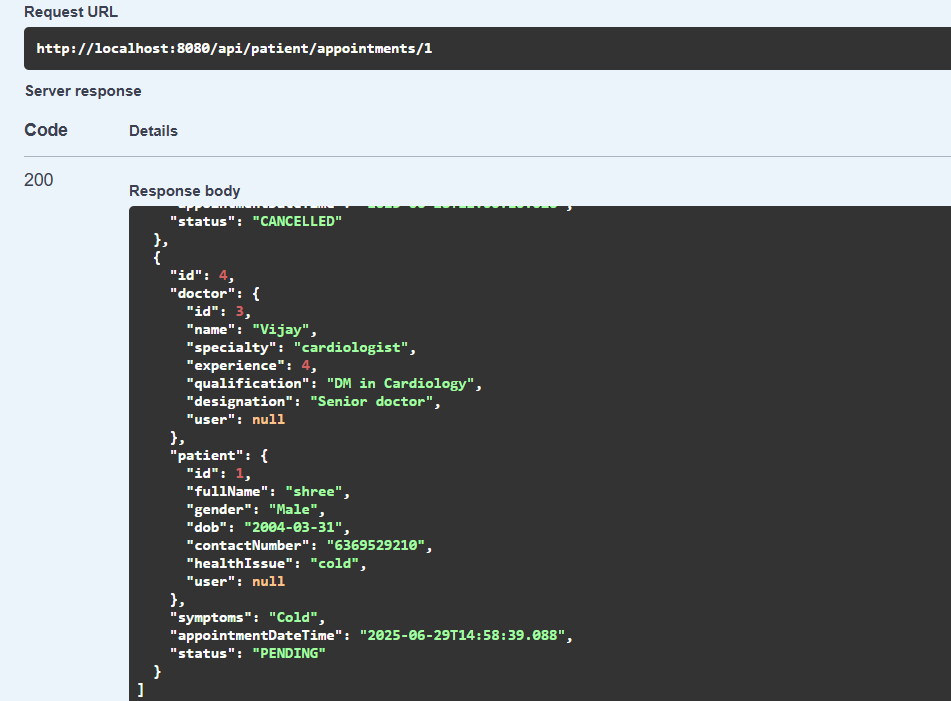 Request URL
http://localhost:8080/api/patient/appointments/1
Server response
Code Details
200
Response body
"status": "CANCELLED"
},
{
"id": 4,
"doctor": {
"id": 3,
"name": "Vijay",
"specialty": "cardiologist",
"experience": 4,
"qualification": "DM in Cardiology",
"designation": "Senior doctor",
"user": null
},
"patient": {
"id": 1,
"fullName": "shree",
"gender": "Male",
"dob": "2004-03-31",
"contactNumber": "6369529210",
"healthIssue": "cold",
"user": null
},
"symptoms": "Cold",
"appointmentDateTime": "2025-06-29T14:58:39.088",
"status": "PENDING"
}
]